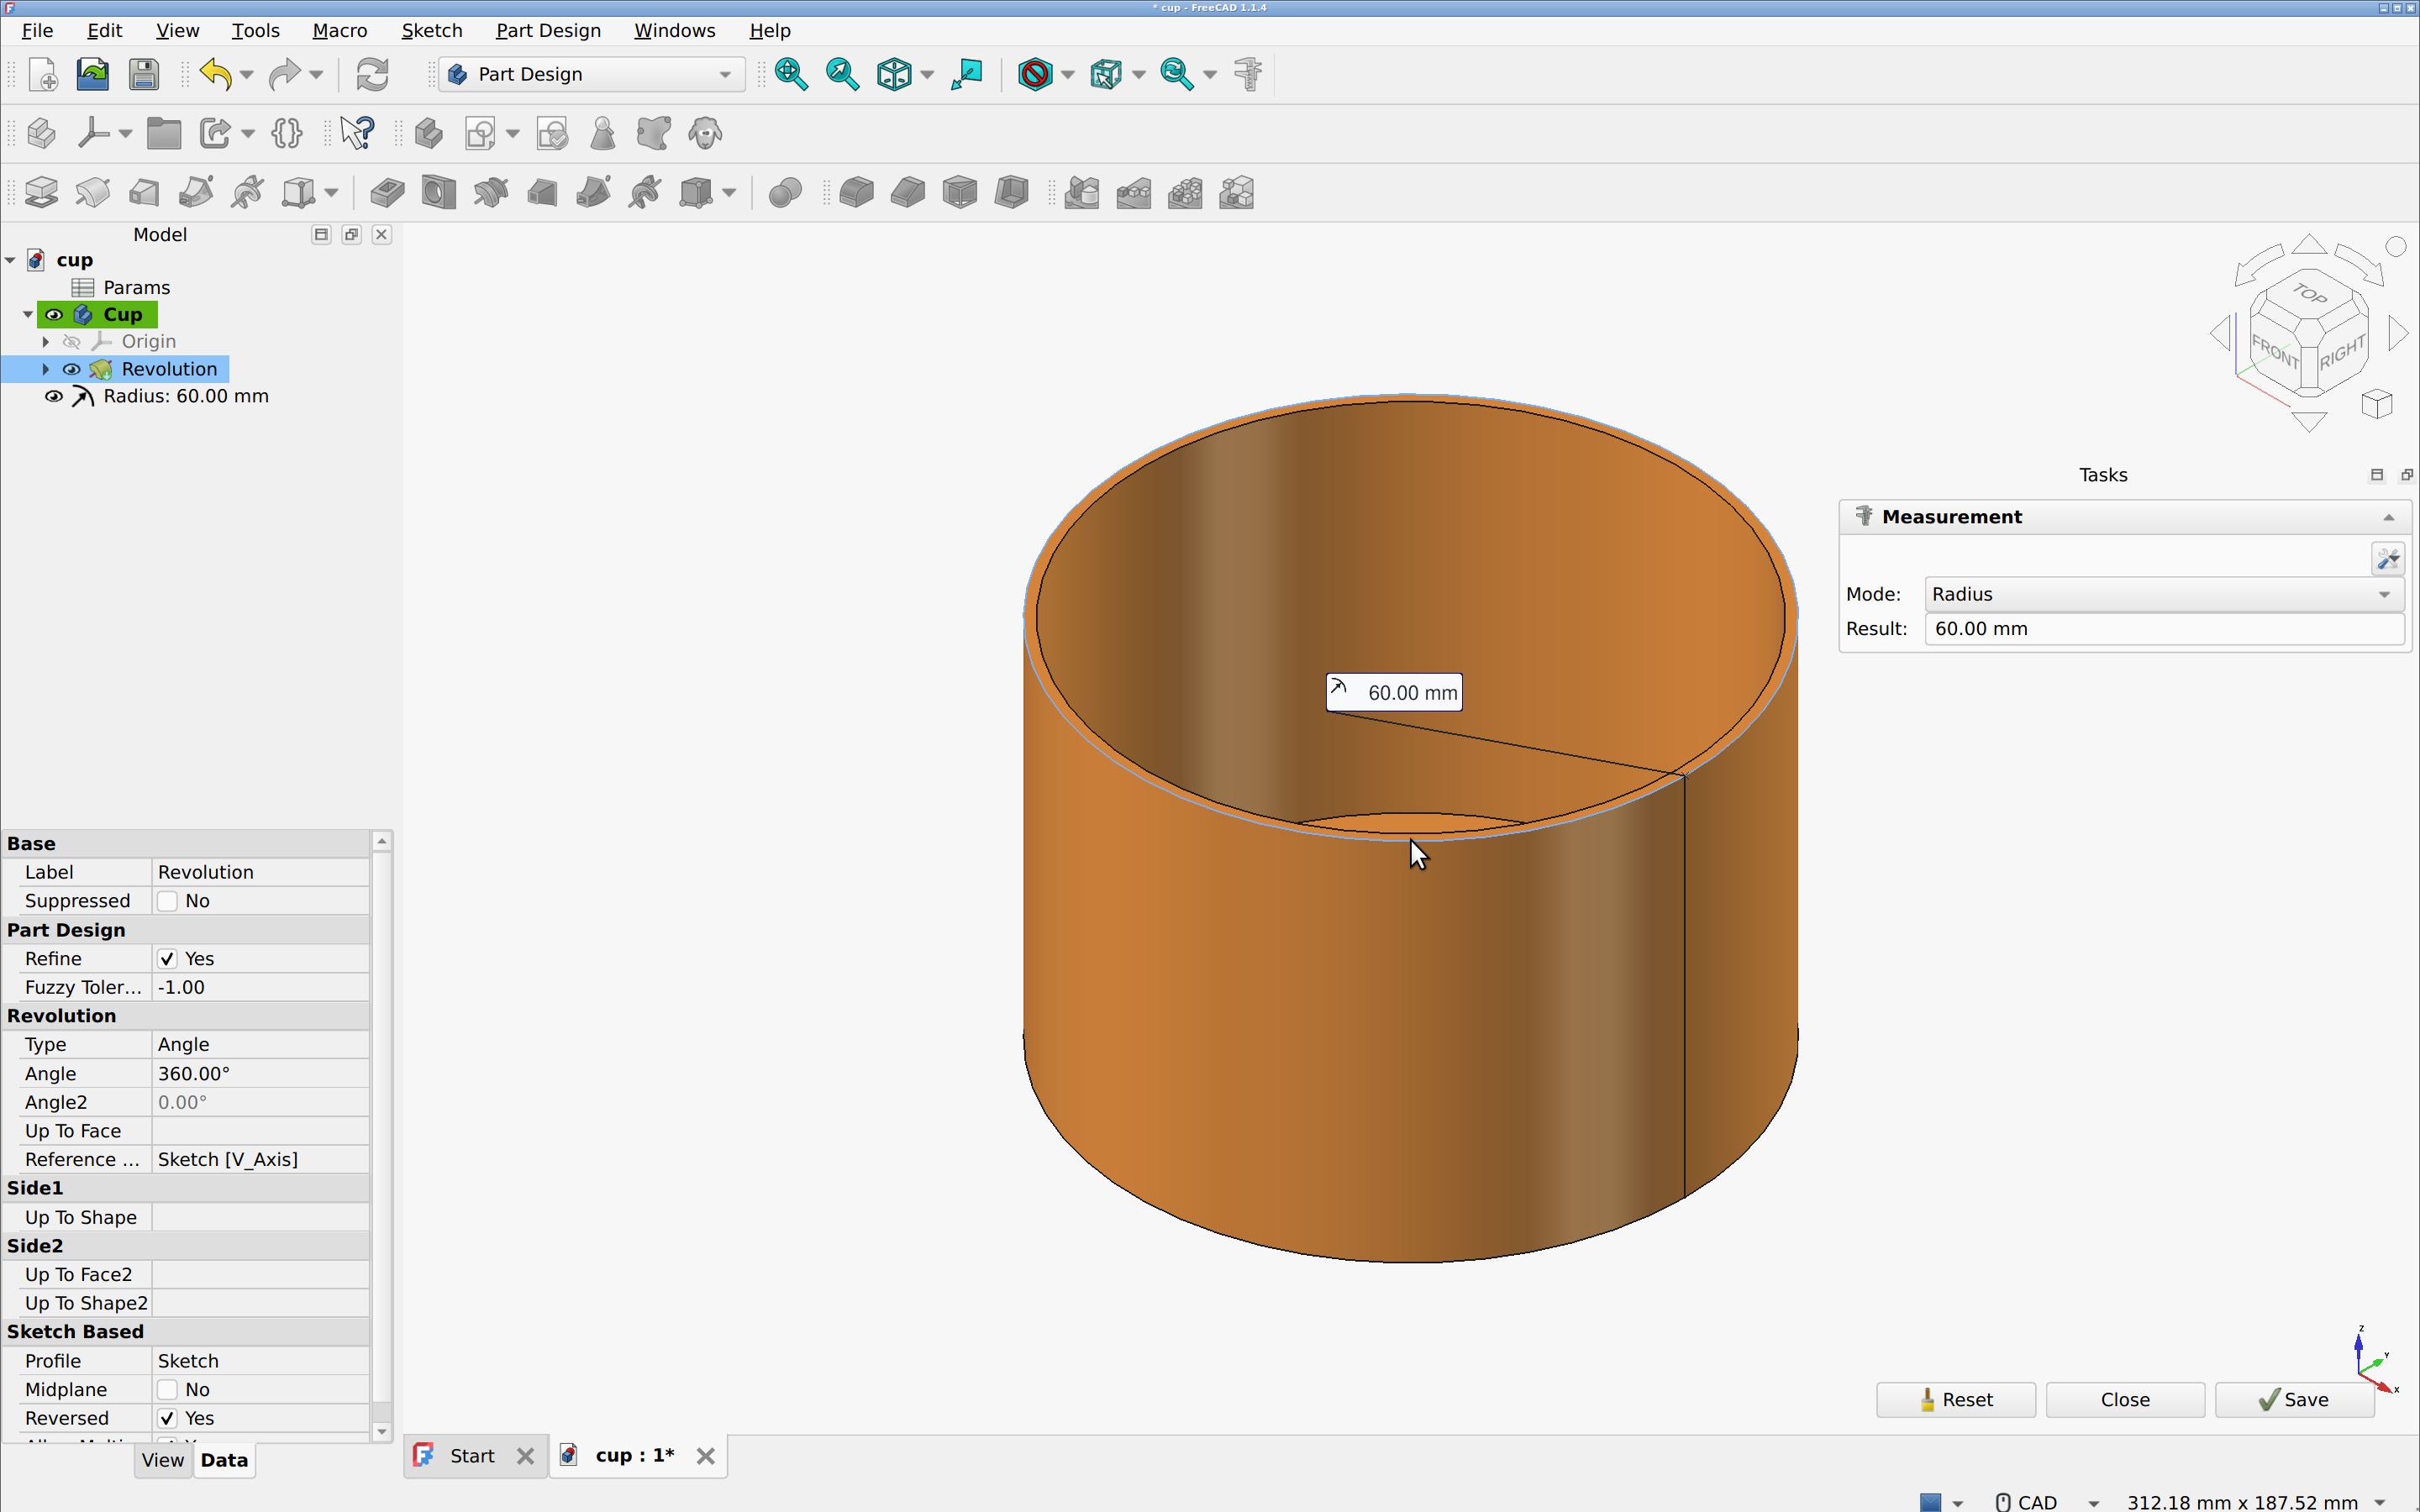 * cup - FreeCAD 1.1.4
File Edit View Tools Macro Sketch Part Design Windows Help
Part Design
Model
cup
Params
Cup
Origin
Revolution
Radius: 60.00 mm
TOP
FRONT
RIGHT
Tasks
Measurement
Mode: Radius
Result: 60.00 mm
60.00 mm
Base
Label Revolution
Suppressed No
Part Design
Refine Yes
Fuzzy Toler... -1.00
Revolution
Type Angle
Angle 360.00°
Angle2 0.00°
Up To Face
Reference ... Sketch [V_Axis]
Side1
Up To Shape
Side2
Up To Face2
Up To Shape2
Sketch Based
Profile Sketch
Midplane No
Reversed Yes
View Data
Z
Y
X
Reset Close Save
Start cup : 1*
CAD 312.18 mm x 187.52 mm